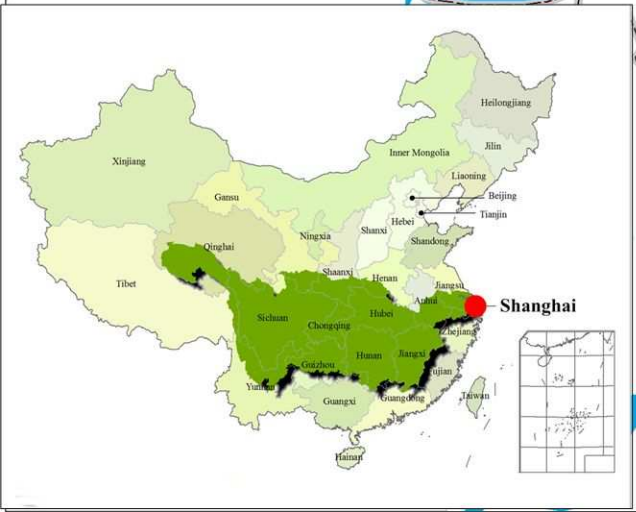 Heilongjiang
Jilin
Inner Mongolia
Liaoning
Xinjiang
Gansu
Beijing
Tianjin
Hebei
Shanxi
Ningxia
Shandong
Qinghai
Shaanxi
Henan
Tibet
Jiangsu
Anhui
Shanghai
Hubei
Sichuan
Chongqing
Zhejiang
Hunan
Jiangxi
Guizhou
Fujian
Yunnan
Guangxi
Guangdong
Taiwan
Hainan